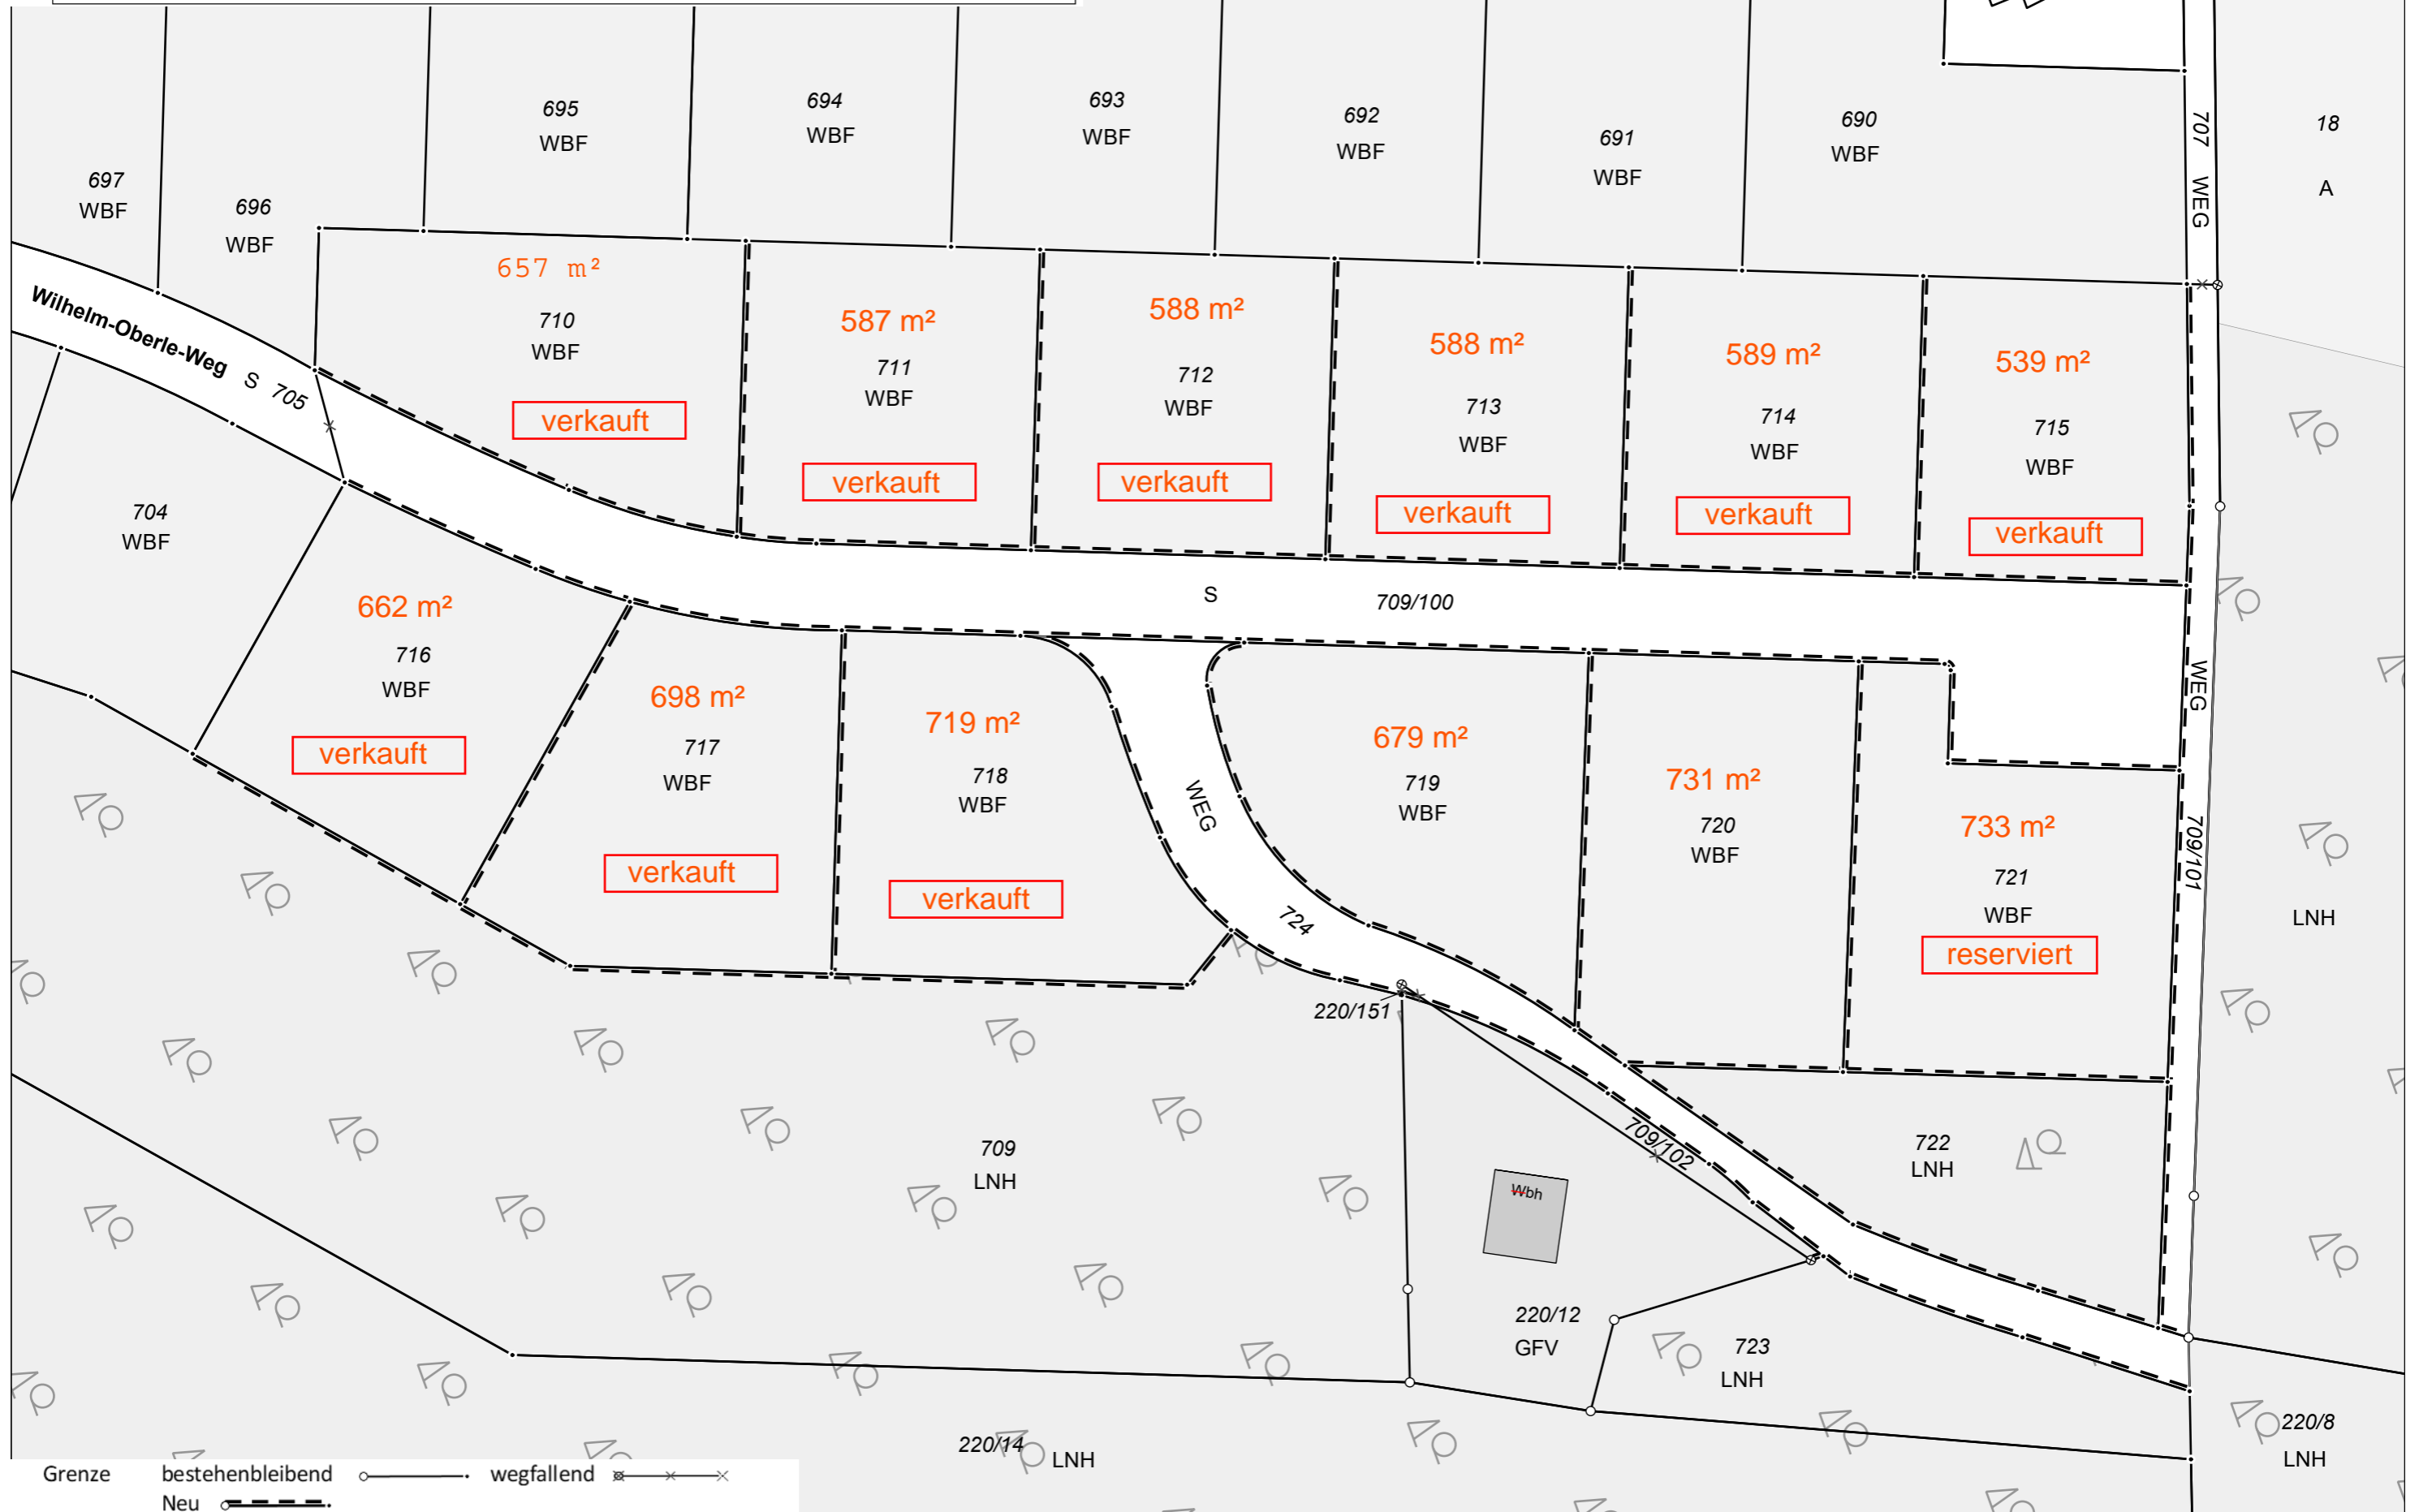 695
WBF
694
WBF
693
WBF
692
WBF
691
WBF
690
WBF
707
WEG
18
A
697
WBF
696
WBF
Wilhelm-Oberle-Weg
S 705
657 m²
710
WBF
verkauft
587 m²
711
WBF
verkauft
588 m²
712
WBF
verkauft
588 m²
713
WBF
verkauft
589 m²
714
WBF
verkauft
539 m²
715
WBF
verkauft
704
WBF
S
709/100
662 m²
716
WBF
verkauft
698 m²
717
WBF
verkauft
719 m²
718
WBF
verkauft
WEG
724
679 m²
719
WBF
731 m²
720
WBF
733 m²
721
WBF
reserviert
WEG
709/101
LNH
220/151
709/102
709
LNH
722
LNH
Wbh
220/12
GFV
723
LNH
220/14
LNH
220/8
LNH
Grenze bestehenbleibend wegfallend
Neu